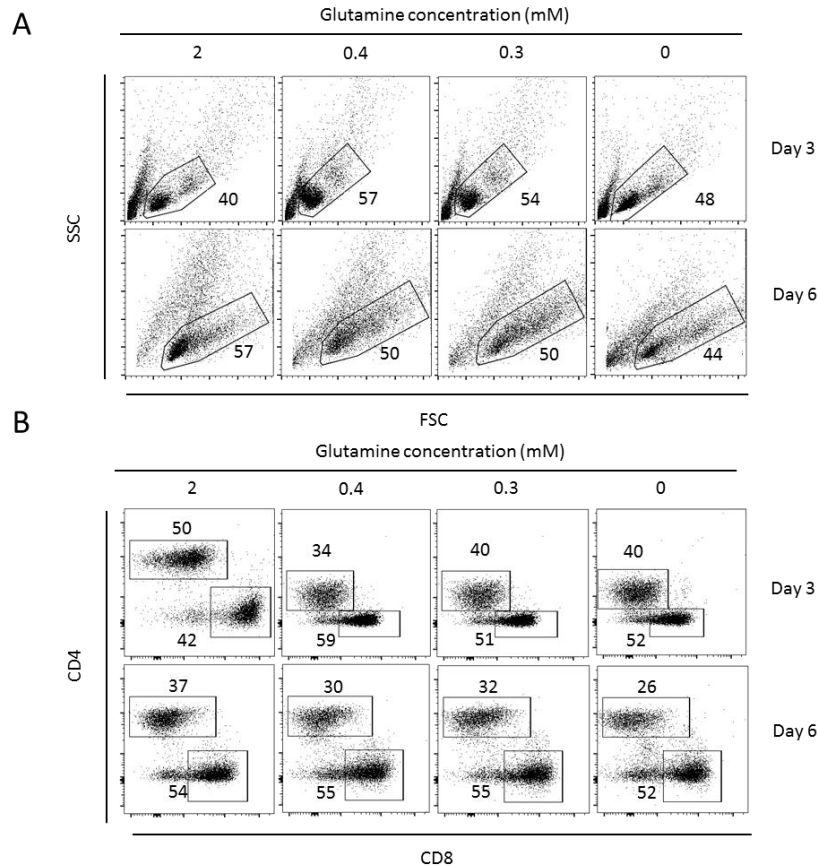 A
Glutamine concentration (mM)
2 0.4 0.3 0
40 57 54 48
Day 3
SSC
57 50 50 44
Day 6
FSC
B
Glutamine concentration (mM)
2 0.4 0.3 0
50 34 40 40
Day 3
42 59 51 52
CD4
37 30 32 26
Day 6
54 55 55 52
CD8